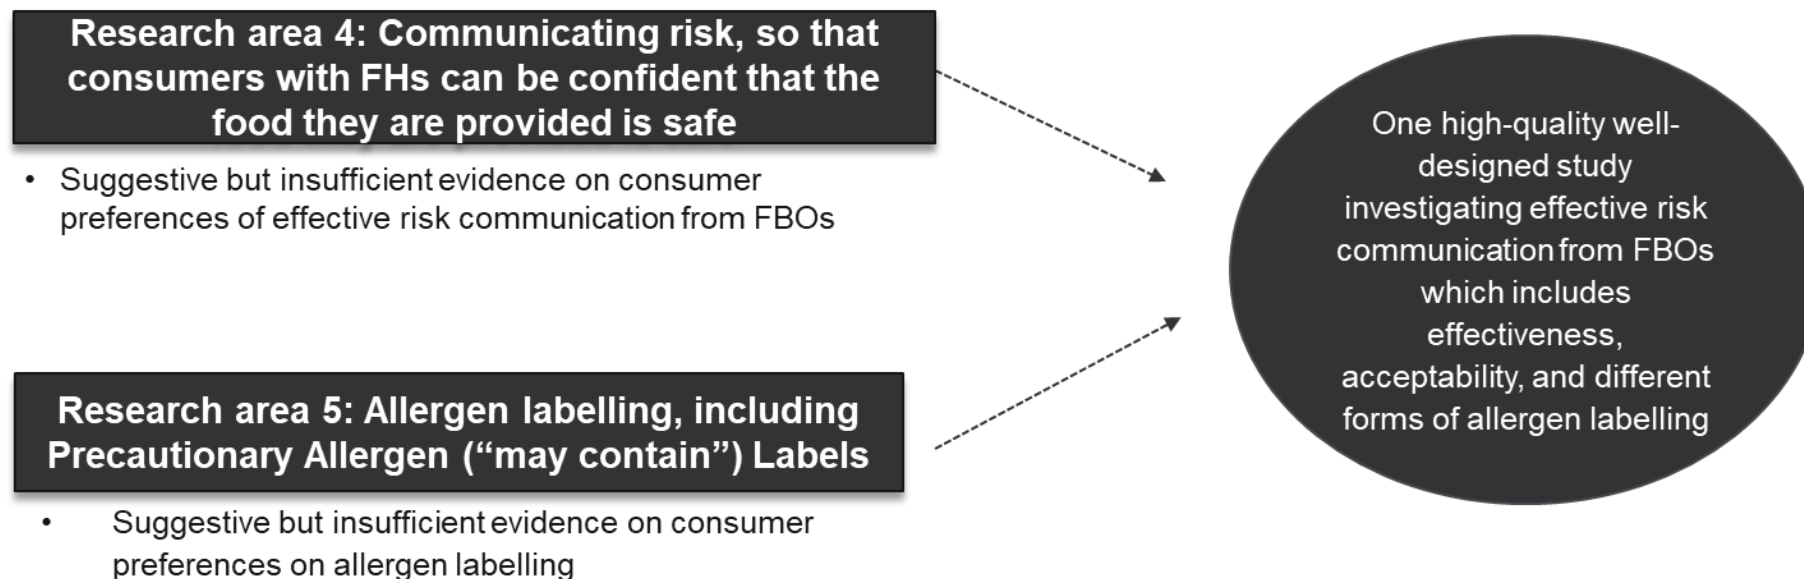 Research area 4: Communicating risk, so that
consumers with FHs can be confident that the
food they are provided is safe
• Suggestive but insufficient evidence on consumer
preferences of effective risk communication from FBOs
Research area 5: Allergen labelling, including
Precautionary Allergen (“may contain”) Labels
• Suggestive but insufficient evidence on consumer
preferences on allergen labelling
One high-quality well-
designed study
investigating effective risk
communication from FBOs
which includes
effectiveness,
acceptability, and different
forms of allergen labelling